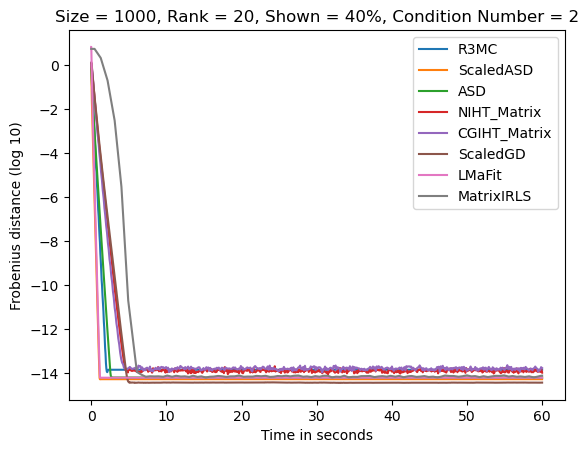 Size = 1000, Rank = 20, Shown = 40%, Condition Number = 2
R3MC
ScaledASD
ASD
NIHT_Matrix
CGIHT_Matrix
ScaledGD
LMaFit
MatrixIRLS
Frobenius distance (log 10)
0
−2
−4
−6
−8
−10
−12
−14
0 10 20 30 40 50 60
Time in seconds